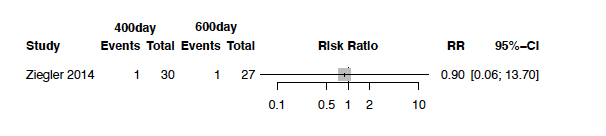 400day 600day
Study Events Total Events Total Risk Ratio RR 95%−CI
Ziegler 2014 1 30 1 27 0.90 [0.06; 13.70]
0.1 0.5 1 2 10